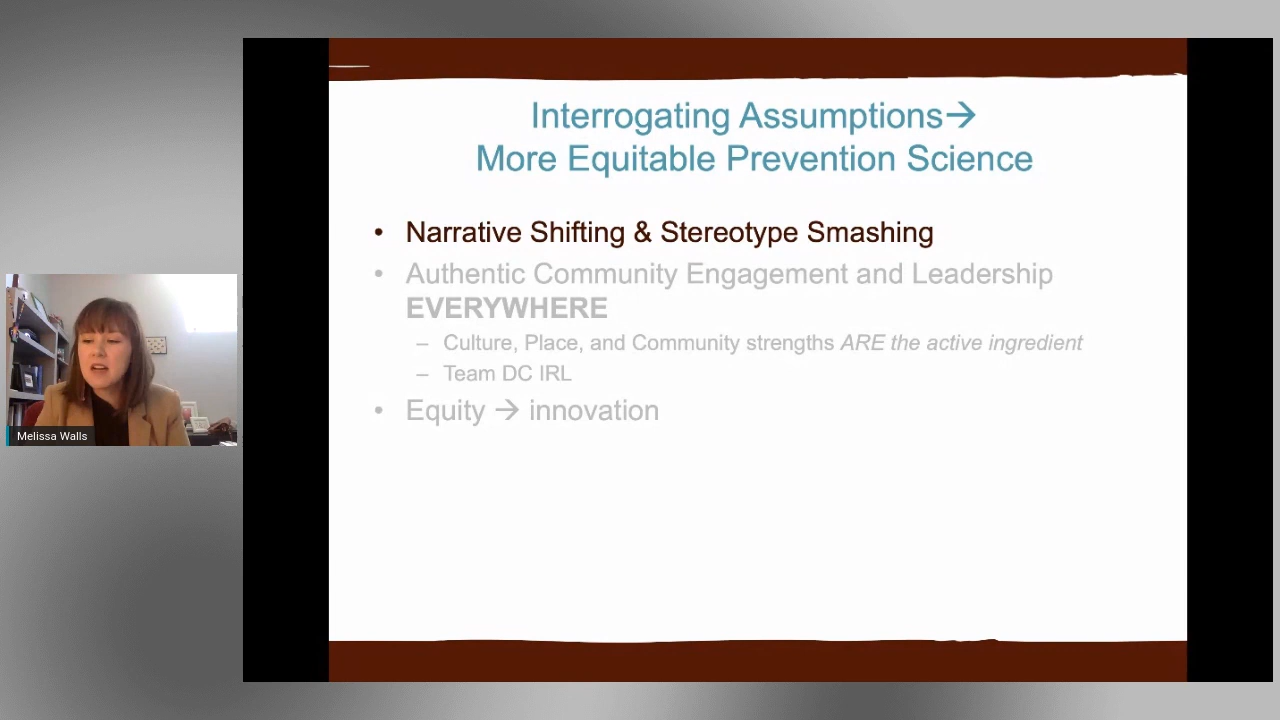 Interrogating Assumptions→
More Equitable Prevention Science
• Narrative Shifting & Stereotype Smashing
• Authentic Community Engagement and Leadership
EVERYWHERE
– Culture, Place, and Community strengths ARE the active ingredient
– Team DC IRL
• Equity → innovation
Melissa Walls